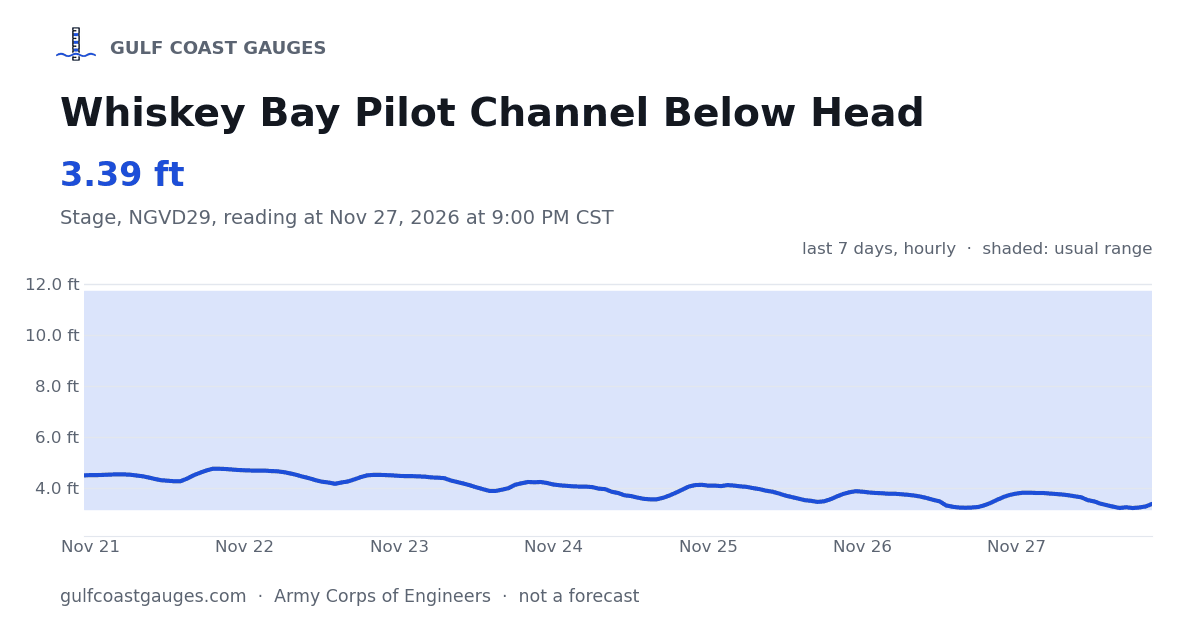 GULF COAST GAUGES
Whiskey Bay Pilot Channel Below Head
3.39 ft
Stage, NGVD29, reading at Nov 27, 2026 at 9:00 PM CST
last 7 days, hourly · shaded: usual range
12.0 ft
10.0 ft
8.0 ft
6.0 ft
4.0 ft
Nov 21 Nov 22 Nov 23 Nov 24 Nov 25 Nov 26 Nov 27
gulfcoastgauges.com · Army Corps of Engineers · not a forecast